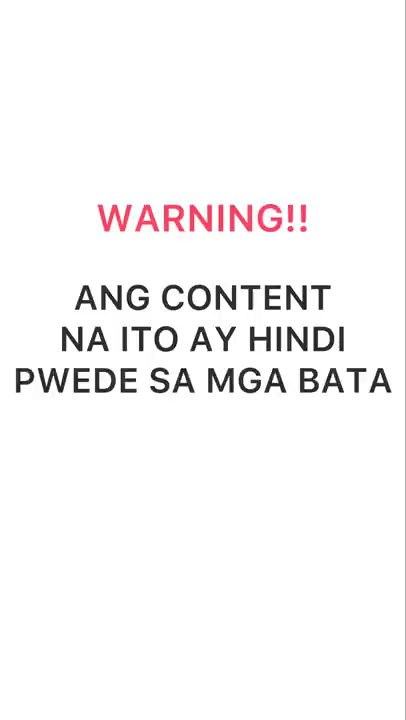 WARNING!!
ANG CONTENT
NA ITO AY HINDI
PWEDE SA MGA BATA